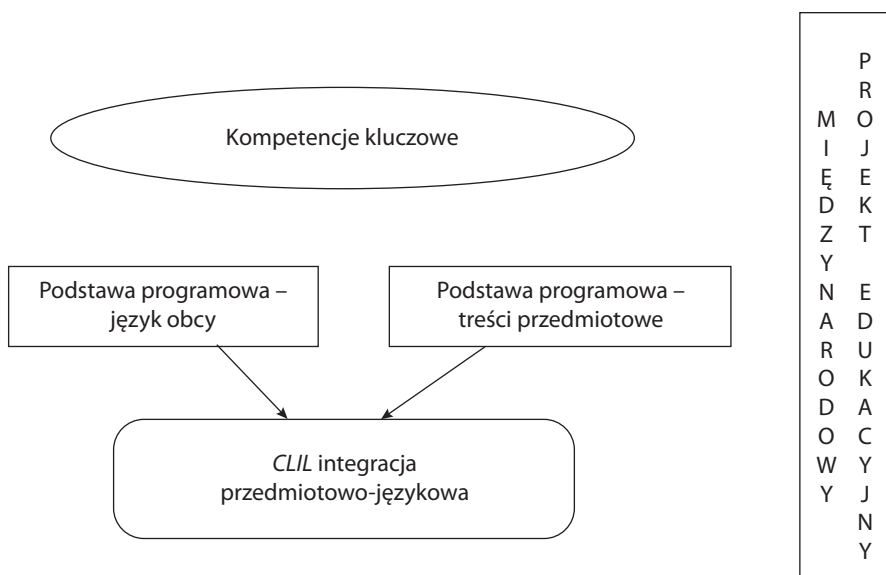 Kompetencje kluczowe
Podstawa programowa –
język obcy
Podstawa programowa –
treści przedmiotowe
CLIL integracja
przedmiotowo-językowa
MIĘDZYNARODOWY
PROJEKT EDUKACYJNY